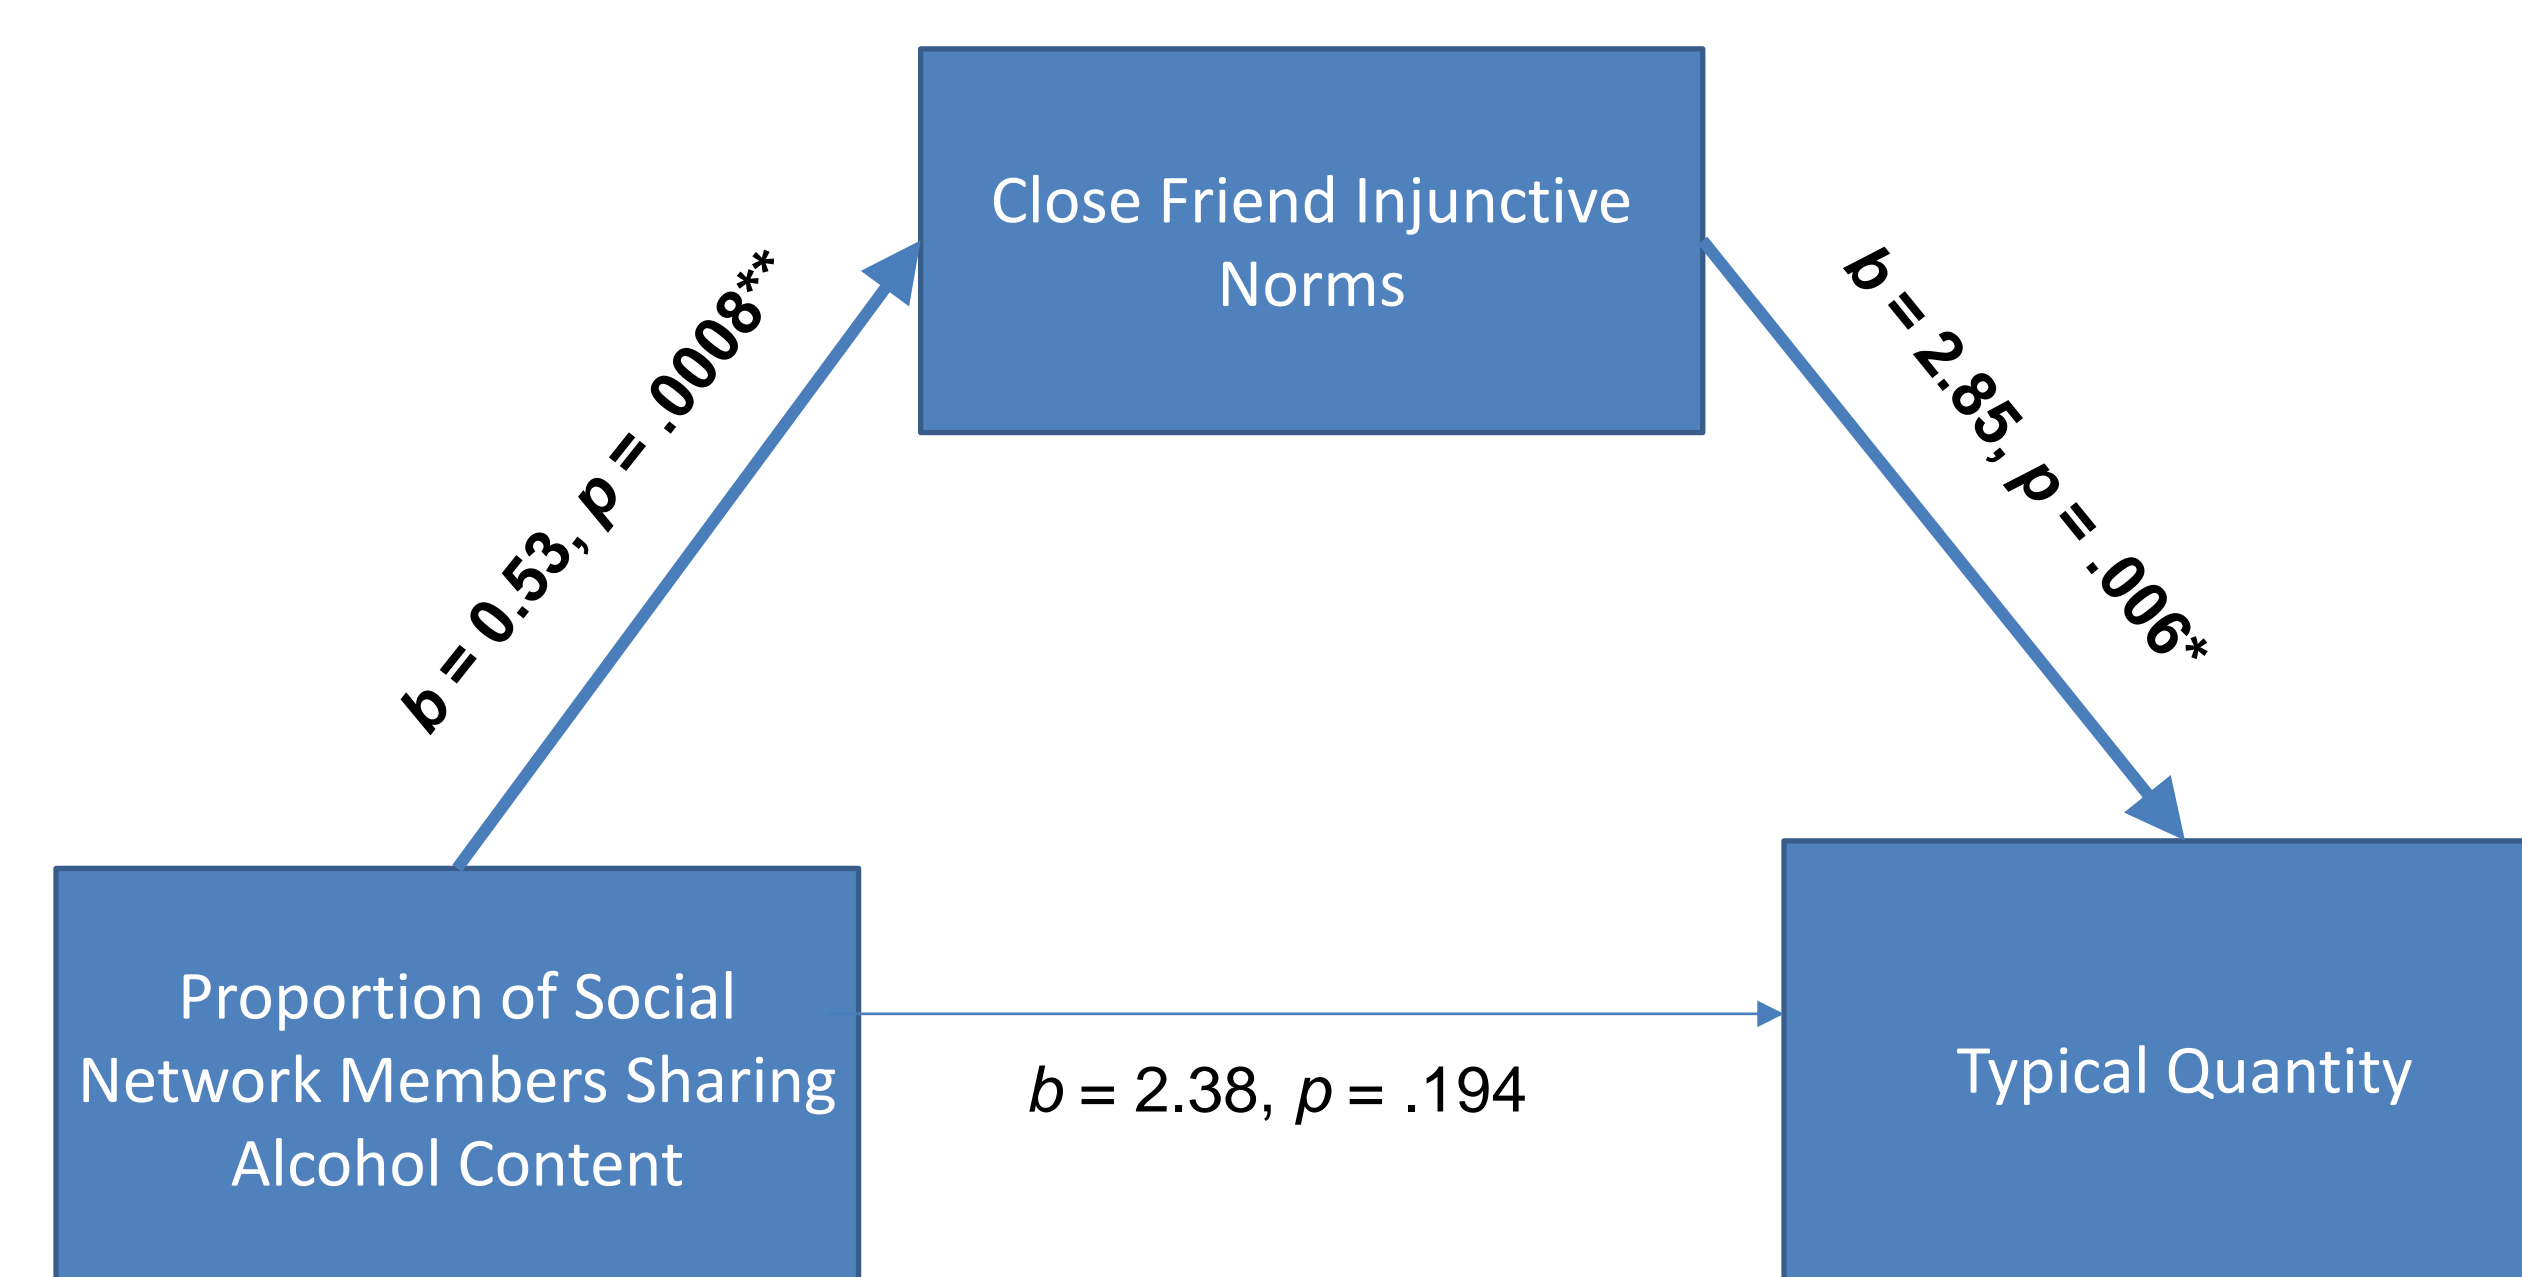 Close Friend Injunctive
Norms
b = 0.53, p = .0008**
b = 2.85, p = .006*
Proportion of Social
Network Members Sharing
Alcohol Content
b = 2.38, p = .194
Typical Quantity